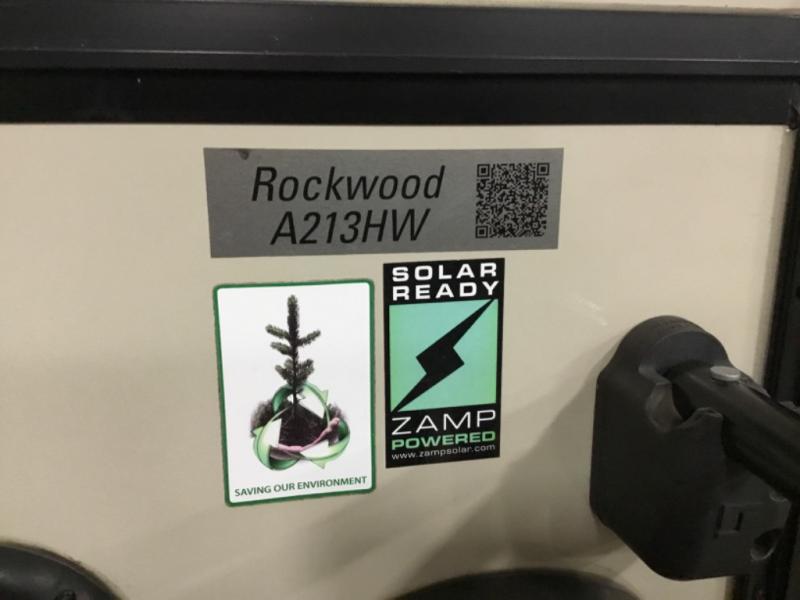 Rockwood
A213HW
SOLAR
READY
ZAMP
POWERED
www.zampsolar.com
SAVING OUR ENVIRONMENT